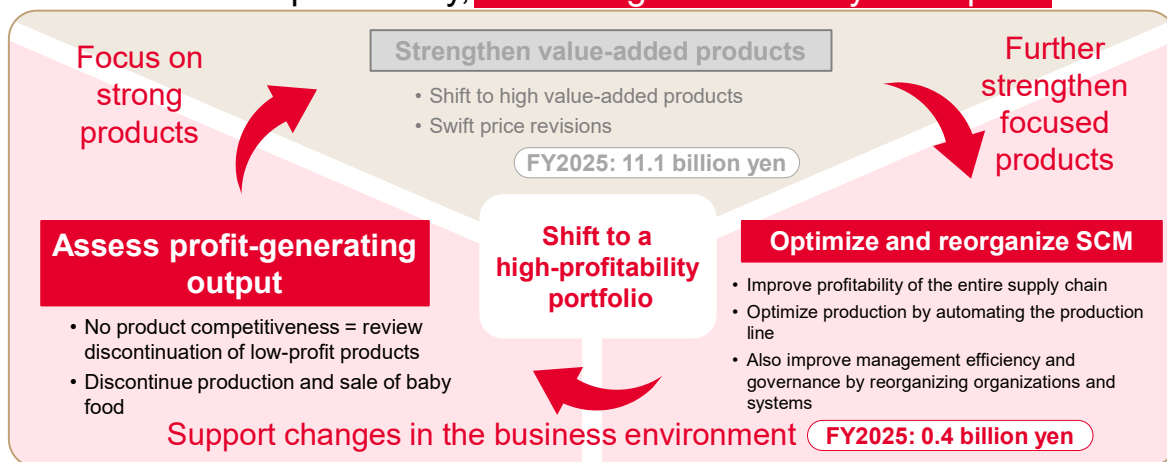 Focus on
strong
products
Strengthen value-added products
• Shift to high value-added products
• Swift price revisions
FY2025: 11.1 billion yen
Further
strengthen
focused
products
Assess profit-generating
output
• No product competitiveness = review
discontinuation of low-profit products
• Discontinue production and sale of baby
food
Shift to a
high-profitability
portfolio
Optimize and reorganize SCM
• Improve profitability of the entire supply chain
• Optimize production by automating the production
line
• Also improve management efficiency and
governance by reorganizing organizations and
systems
Support changes in the business environment
FY2025: 0.4 billion yen